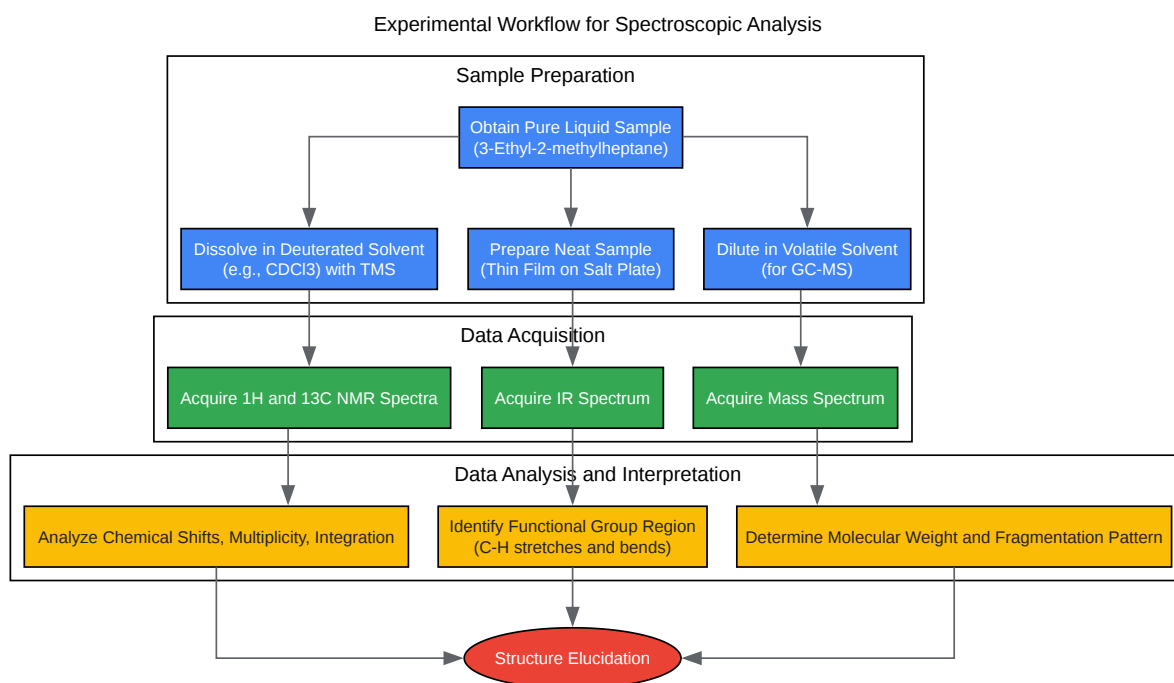 Experimental Workflow for Spectroscopic Analysis
Sample Preparation
Obtain Pure Liquid Sample
(3-Ethyl-2-methylheptane)
Dissolve in Deuterated Solvent
(e.g., CDCl3) with TMS
Prepare Neat Sample
(Thin Film on Salt Plate)
Dilute in Volatile Solvent
(for GC-MS)
Data Acquisition
Acquire 1H and 13C NMR Spectra
Acquire IR Spectrum
Acquire Mass Spectrum
Data Analysis and Interpretation
Analyze Chemical Shifts, Multiplicity, Integration
Identify Functional Group Region
(C-H stretches and bends)
Determine Molecular Weight and Fragmentation Pattern
Structure Elucidation